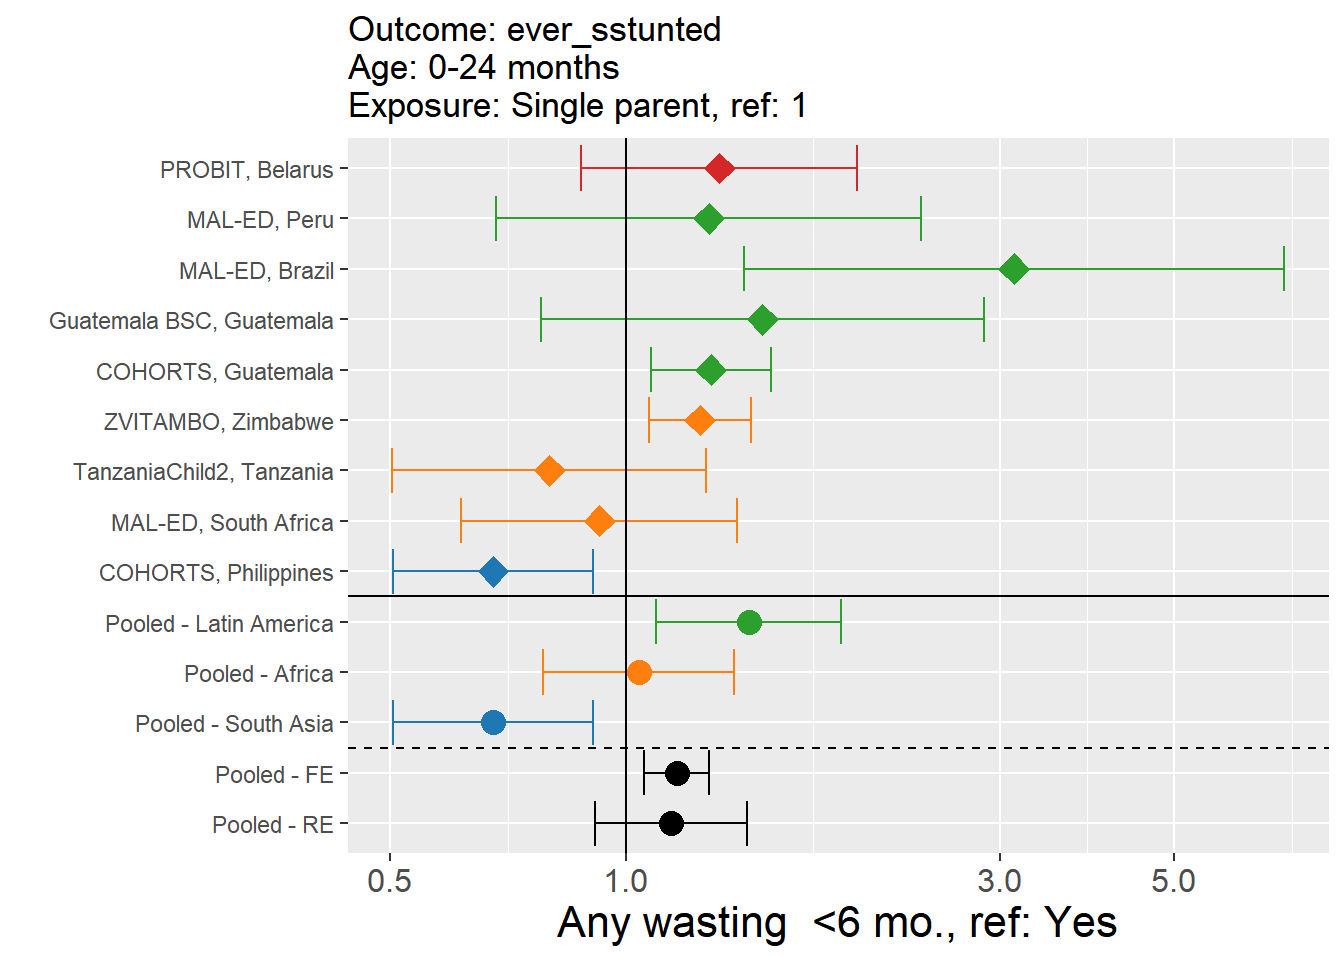 Outcome: ever_sstunted
Age: 0-24 months
Exposure: Single parent, ref: 1
PROBIT, Belarus
MAL-ED, Peru
MAL-ED, Brazil
Guatemala BSC, Guatemala
COHORTS, Guatemala
ZVITAMBO, Zimbabwe
TanzaniaChild2, Tanzania
MAL-ED, South Africa
COHORTS, Philippines
Pooled - Latin America
Pooled - Africa
Pooled - South Asia
Pooled - FE
Pooled - RE
0.5 1.0 3.0 5.0
Any wasting  <6 mo., ref: Yes